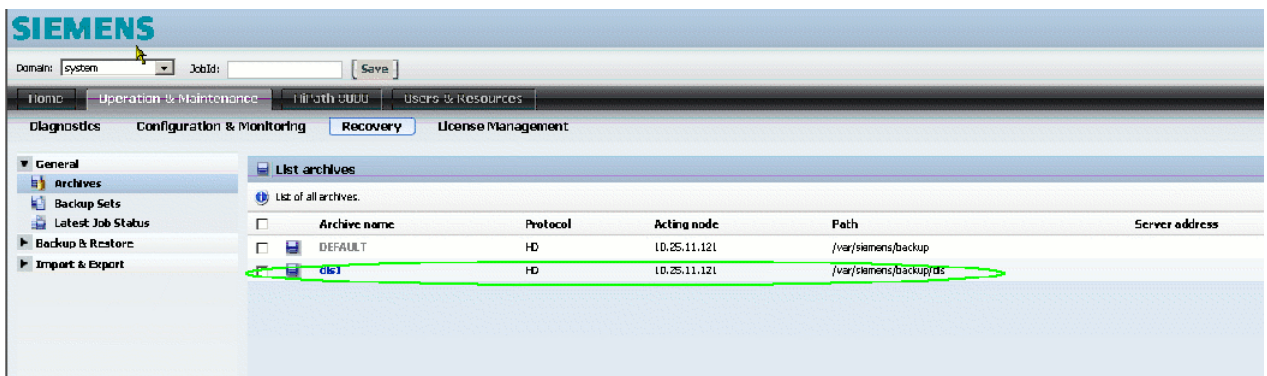 SIEMENS
Domain: system JobId: Save
Home Operation & Maintenance HiPath 8000 Users & Resources
Diagnostics Configuration & Monitoring Recovery License Management
General
Archives
Backup Sets
Latest Job Status
Backup & Restore
Import & Export
List archives
List of all archives.
Archive name Protocol Acting node Path Server address
DEFAULT HD 10.25.11.121 /var/siemens/backup
dls1 HD 10.25.11.121 /var/siemens/backup/dls